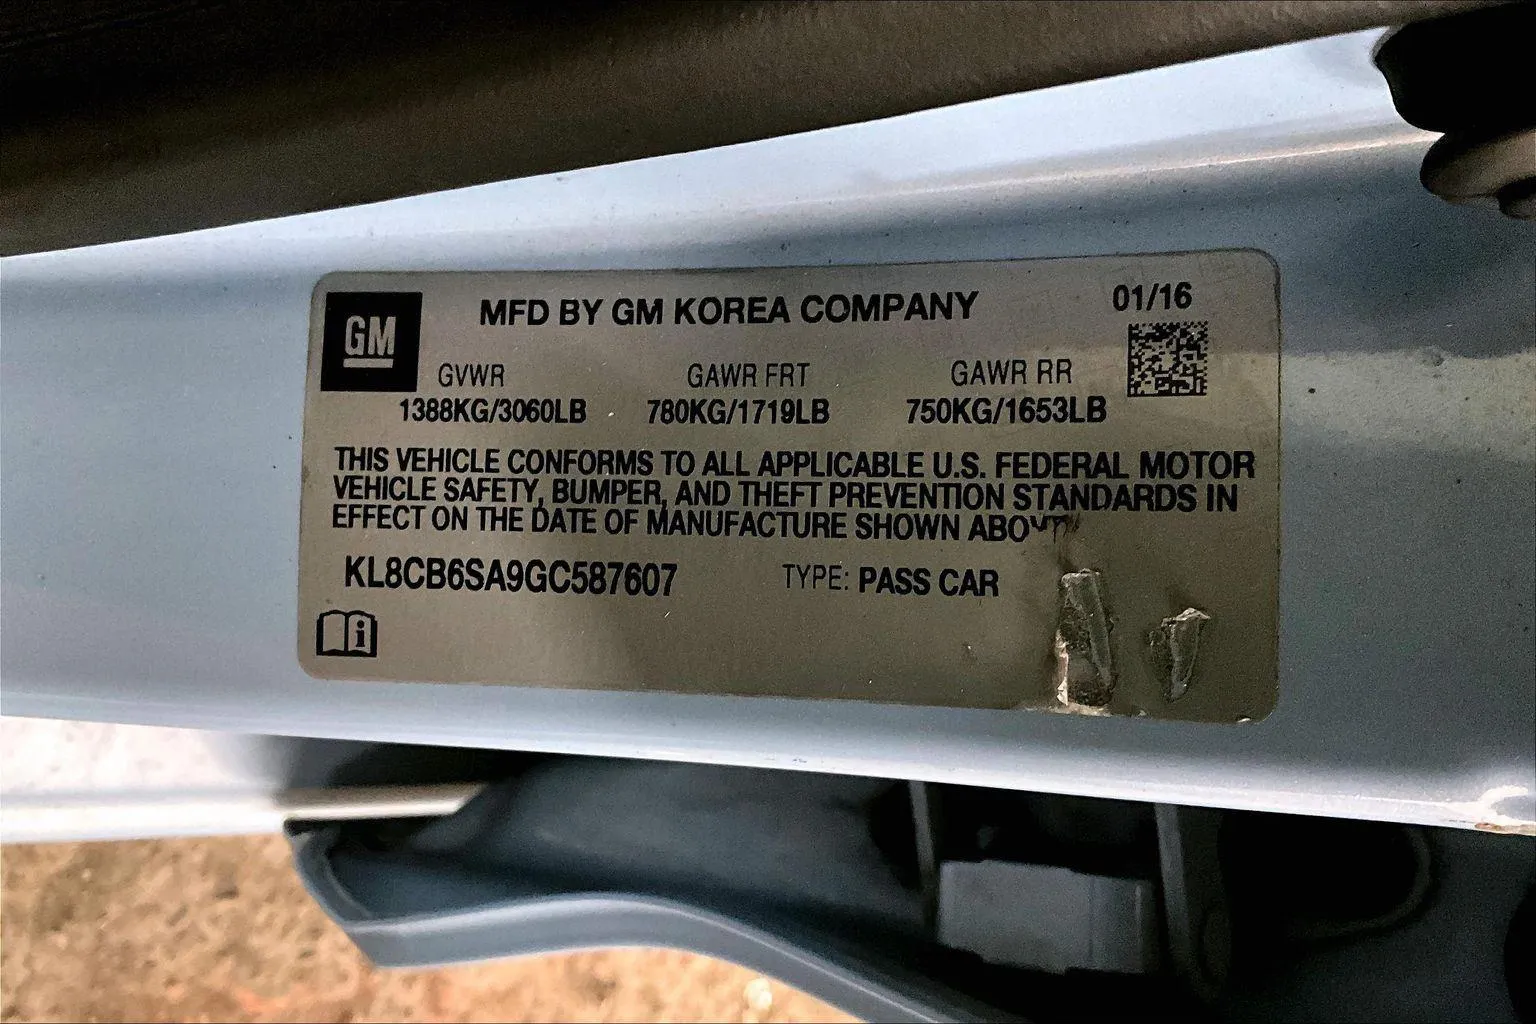 GM
MFD BY GM KOREA COMPANY 01/16
GVWR GAWR FRT GAWR RR
1388KG/3060LB 780KG/1719LB 750KG/1653LB
THIS VEHICLE CONFORMS TO ALL APPLICABLE U.S. FEDERAL MOTOR
VEHICLE SAFETY, BUMPER, AND THEFT PREVENTION STANDARDS IN
EFFECT ON THE DATE OF MANUFACTURE SHOWN
KL8CB6SA9GC587607 TYPE: PASS CAR
i